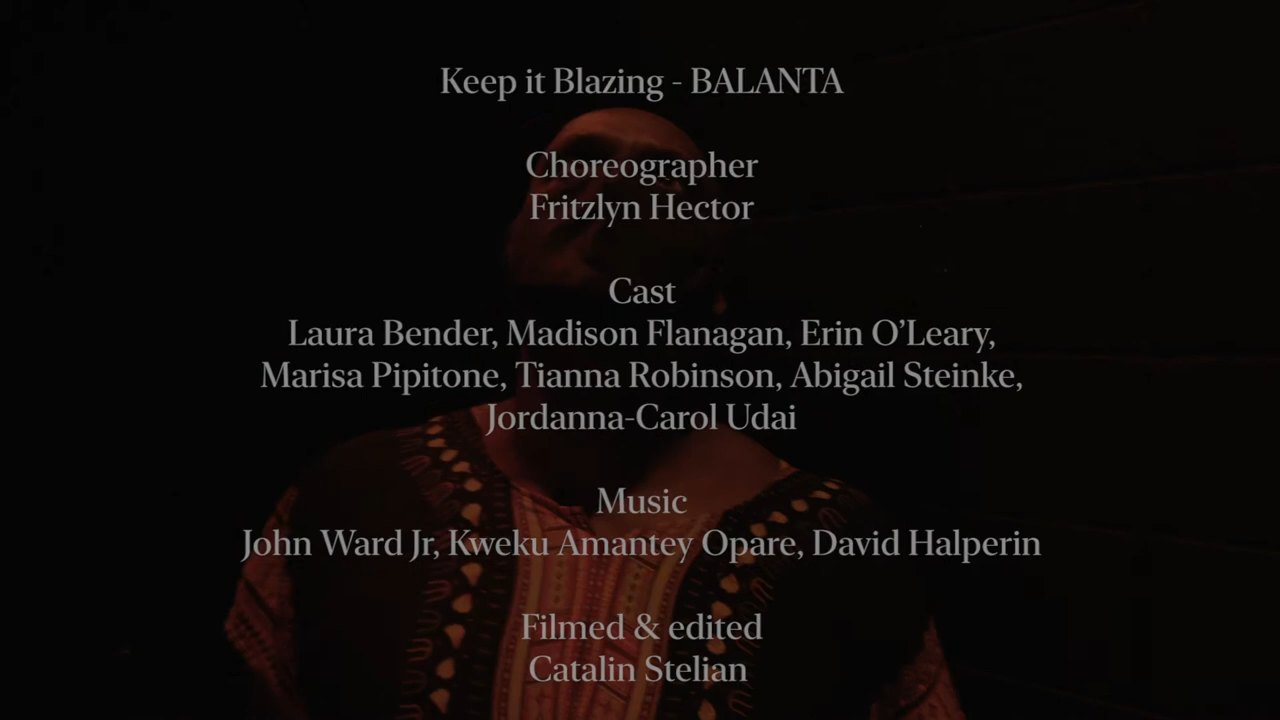 Keep it Blazing - BALANTA
Choreographer
Fritzlyn Hector
Cast
Laura Bender, Madison Flanagan, Erin O’Leary,
Marisa Pipitone, Tianna Robinson, Abigail Steinke,
Jordanna-Carol Udai
Music
John Ward Jr, Kweku Amantey Opare, David Halperin
Filmed & edited
Catalin Stelian